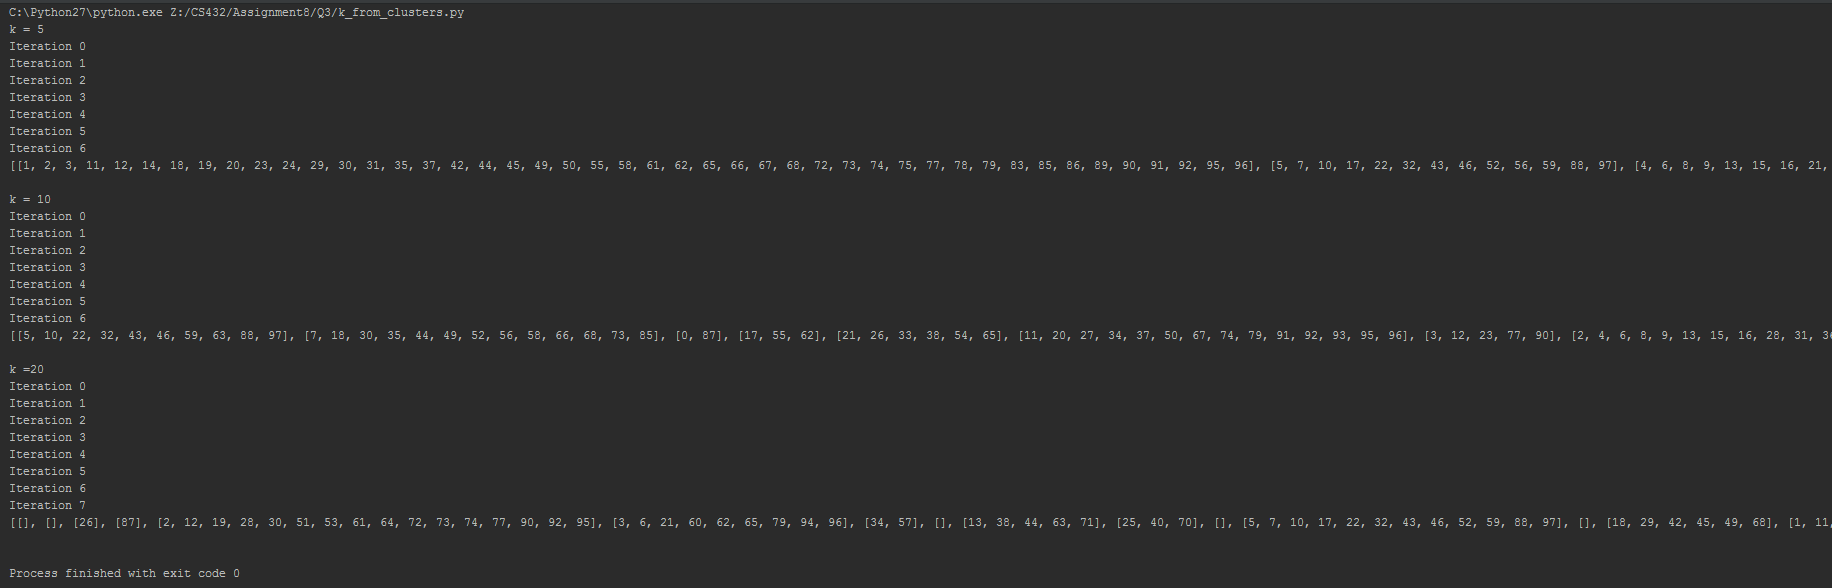 C:\Python27\python.exe Z:/CS432/Assignment8/Q3/k_from_clusters.py
k = 5
Iteration 0
Iteration 1
Iteration 2
Iteration 3
Iteration 4
Iteration 5
Iteration 6
[[1, 2, 3, 11, 12, 14, 18, 19, 20, 23, 24, 29, 30, 31, 35, 37, 42, 44, 45, 49, 50, 55, 58, 61, 62, 65, 66, 67, 68, 72, 73, 74, 75, 77, 78, 79, 83, 85, 86, 89, 90, 91, 92, 95, 96], [5, 7, 10, 17, 22, 32, 43, 46, 52, 56, 59, 88, 97], [4, 6, 8, 9, 13, 15, 16, 21,
k = 10
Iteration 0
Iteration 1
Iteration 2
Iteration 3
Iteration 4
Iteration 5
Iteration 6
[[5, 10, 22, 32, 43, 46, 59, 63, 88, 97], [7, 18, 30, 35, 44, 49, 52, 56, 58, 66, 68, 73, 85], [0, 87], [17, 55, 62], [21, 26, 33, 38, 54, 65], [11, 20, 27, 34, 37, 50, 67, 74, 79, 91, 92, 93, 95, 96], [3, 12, 23, 77, 90], [2, 4, 6, 8, 9, 13, 15, 16, 28, 31,
k =20
Iteration 0
Iteration 1
Iteration 2
Iteration 3
Iteration 4
Iteration 5
Iteration 6
Iteration 7
[[], [], [26], [87], [2, 12, 19, 28, 30, 51, 53, 61, 64, 72, 73, 74, 77, 90, 92, 95], [3, 6, 21, 60, 62, 65, 79, 94, 96], [34, 57], [], [13, 38, 44, 63, 71], [25, 40, 70], [], [5, 7, 10, 17, 22, 32, 43, 46, 52, 59, 88, 97], [], [18, 29, 42, 45, 49, 68], [1, 11,
Process finished with exit code 0